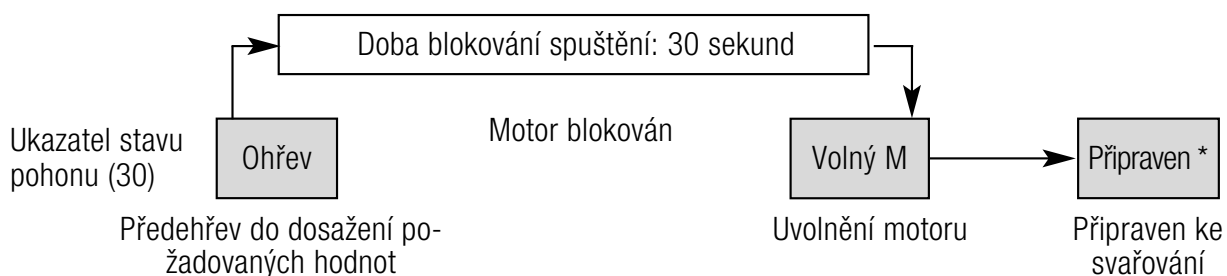 Doba blokování spuštění: 30 sekund
Motor blokován
Ukazatel stavu
pohonu (30)
Ohřev
Volný M
Připraven *
Předehřev do dosažení po-
žadovaných hodnot
Uvolnění motoru
Připraven ke
svařování